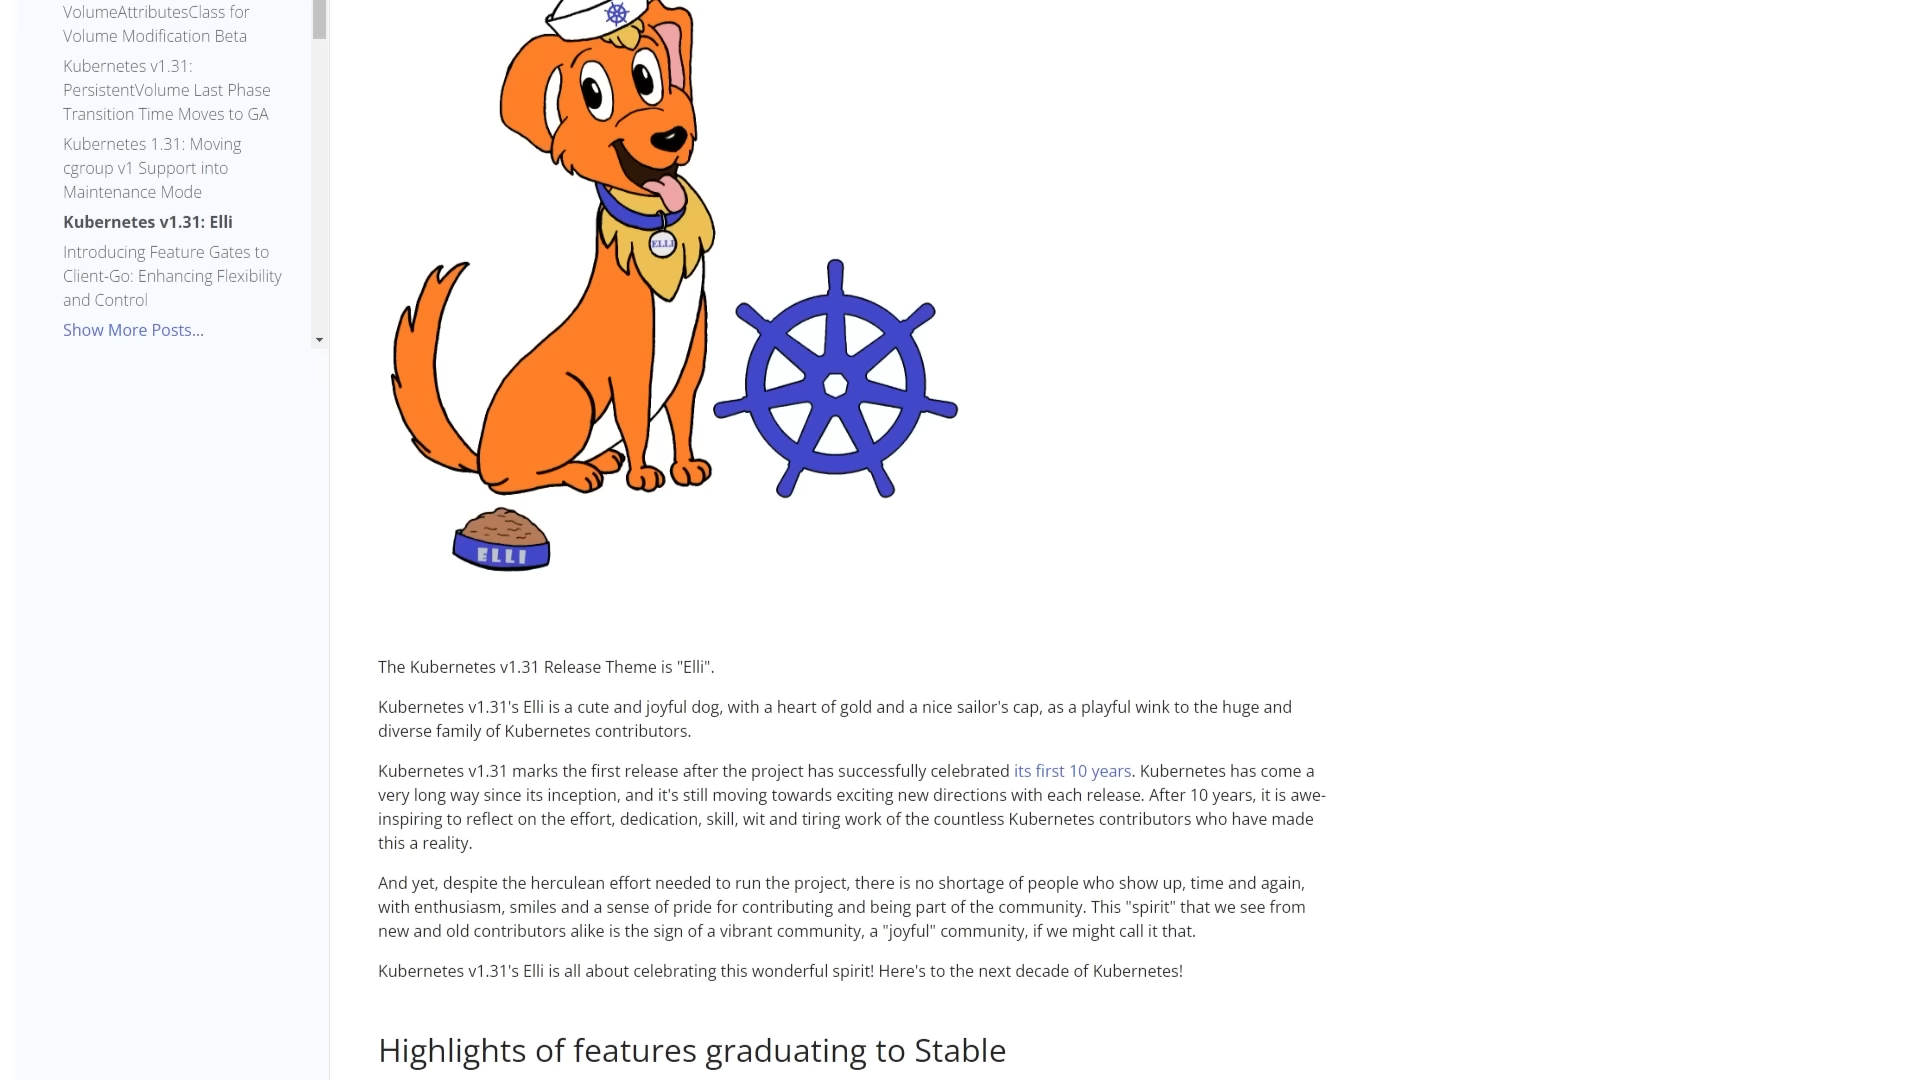 VolumeAttributesClass for
Volume Modification Beta
Kubernetes v1.31:
PersistentVolume Last Phase
Transition Time Moves to GA
Kubernetes 1.31: Moving
cgroup v1 Support into
Maintenance Mode
Kubernetes v1.31: Elli
Introducing Feature Gates to
Client-Go: Enhancing Flexibility
and Control
Show More Posts...
ELLI
ELLI
The Kubernetes v1.31 Release Theme is "Elli".
Kubernetes v1.31's Elli is a cute and joyful dog, with a heart of gold and a nice sailor's cap, as a playful wink to the huge and
diverse family of Kubernetes contributors.
Kubernetes v1.31 marks the first release after the project has successfully celebrated its first 10 years. Kubernetes has come a
very long way since its inception, and it's still moving towards exciting new directions with each release. After 10 years, it is awe-
inspiring to reflect on the effort, dedication, skill, wit and tiring work of the countless Kubernetes contributors who have made
this a reality.
And yet, despite the herculean effort needed to run the project, there is no shortage of people who show up, time and again,
with enthusiasm, smiles and a sense of pride for contributing and being part of the community. This "spirit" that we see from
new and old contributors alike is the sign of a vibrant community, a "joyful" community, if we might call it that.
Kubernetes v1.31's Elli is all about celebrating this wonderful spirit! Here's to the next decade of Kubernetes!
Highlights of features graduating to Stable